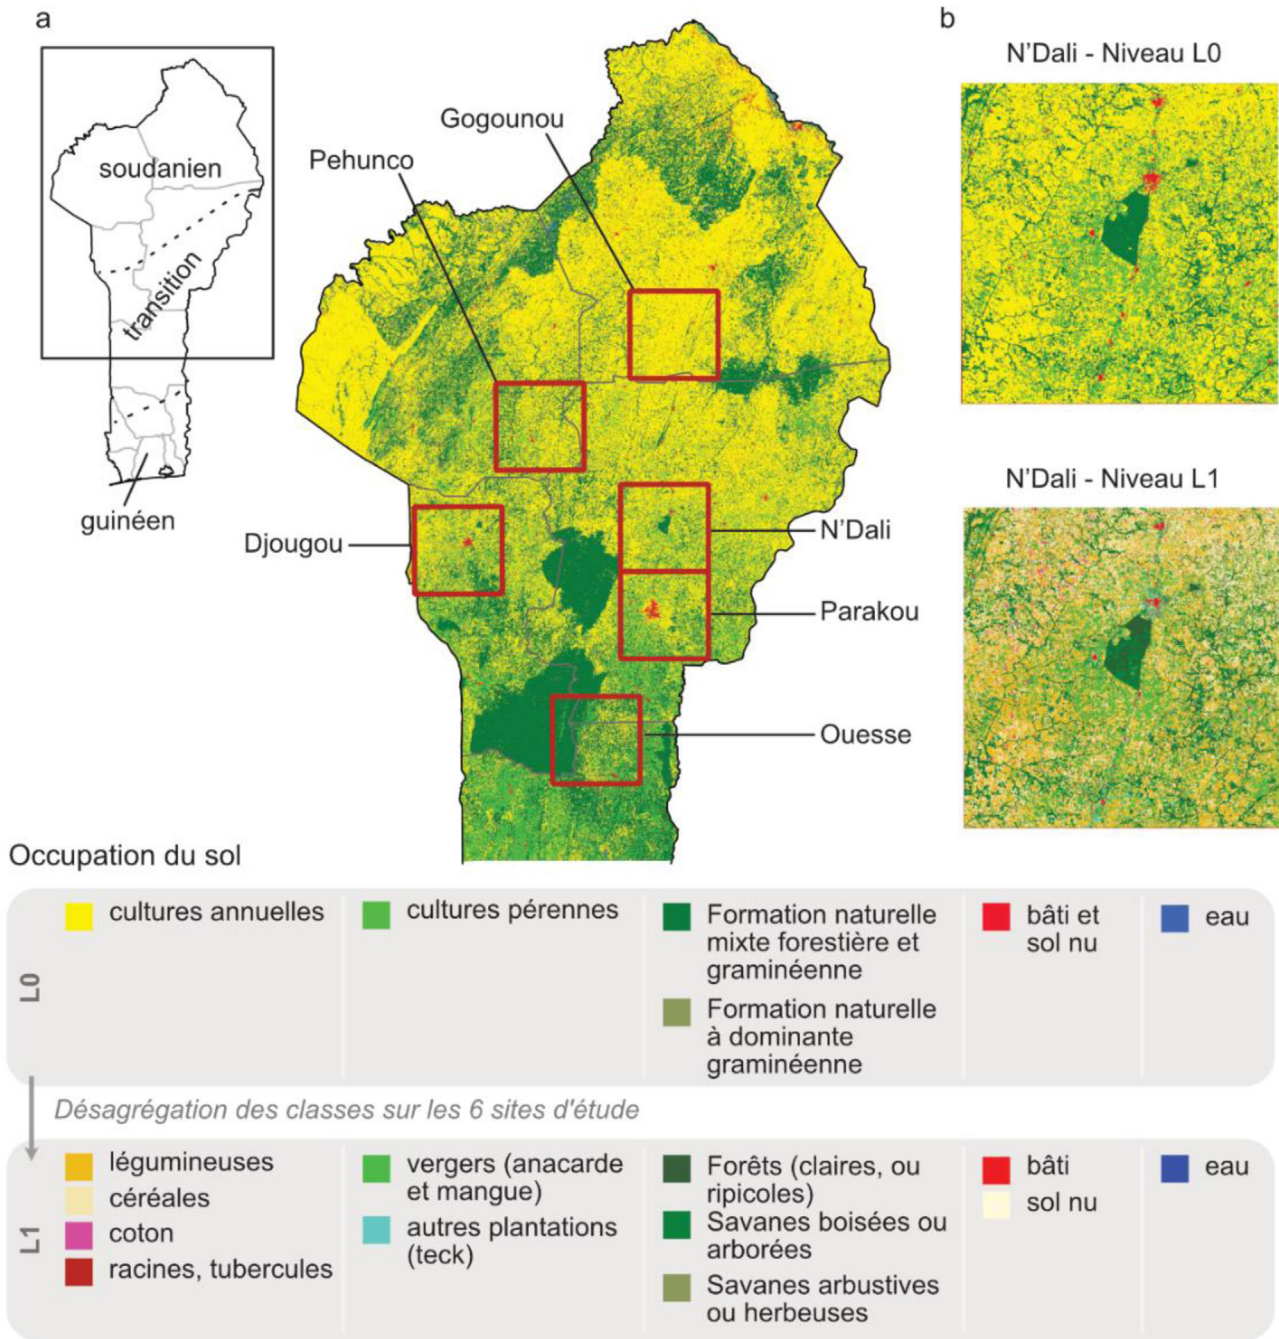 a
soudanien
transition
guinéen
Gogounou
Pehunco
Djougou
N'Dali
Parakou
Ouesse
b
N'Dali - Niveau L0
N'Dali - Niveau L1
Occupation du sol
L0
cultures annuelles
cultures pérennes
Formation naturelle
mixte forestière et
graminéenne
Formation naturelle
à dominante
graminéenne
bâti et
sol nu
eau
Désagrégation des classes sur les 6 sites d'étude
L1
légumineuses
céréales
coton
racines, tubercules
vergers (anacarde
et mangue)
autres plantations
(teck)
Forêts (claires, ou
ripicoles)
Savanes boisées ou
arborées
Savanes arbustives
ou herbeuses
bâti
sol nu
eau